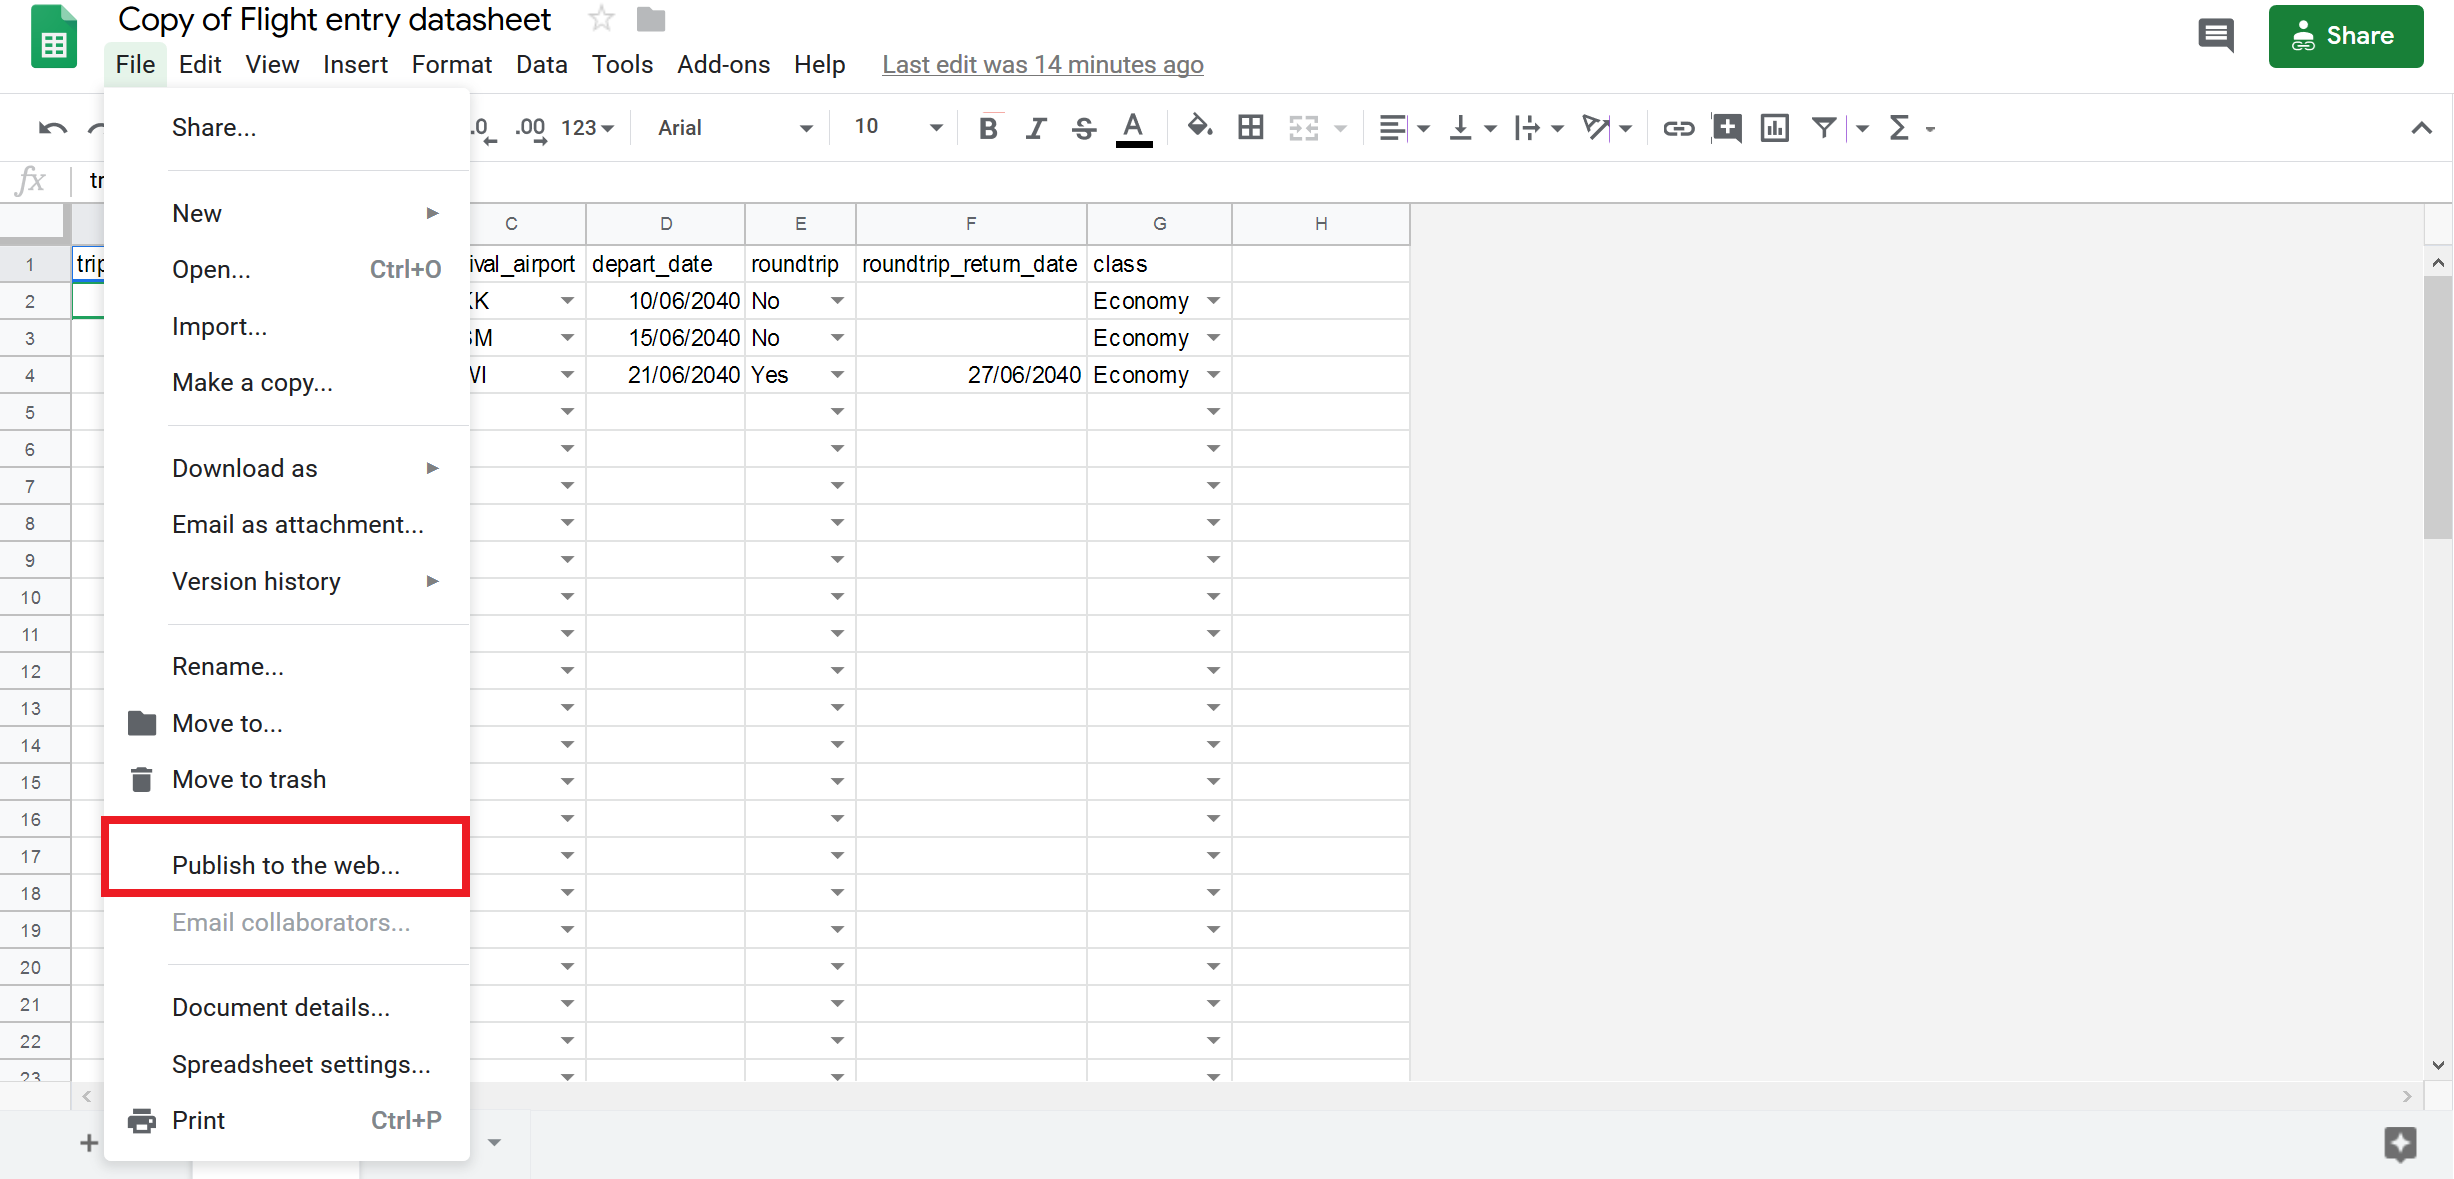 Copy of Flight entry datasheet
File Edit View Insert Format Data Tools Add-ons Help Last edit was 14 minutes ago
Share
.0 .00 123 Arial 10 B I S A Σ
fx
Share...
New
Open... Ctrl+O
Import...
Make a copy...
Download as
Email as attachment...
Version history
Rename...
Move to...
Move to trash
Publish to the web...
Email collaborators...
Document details...
Spreadsheet settings...
Print Ctrl+P
C D E F G H
1 trip ival_airport depart_date roundtrip roundtrip_return_date class
2 KK 10/06/2040 No Economy
3 SM 15/06/2040 No Economy
4 21/06/2040 Yes 27/06/2040 Economy
5
6
7
8
9
10
11
12
13
14
15
16
17
18
19
20
21
22
23